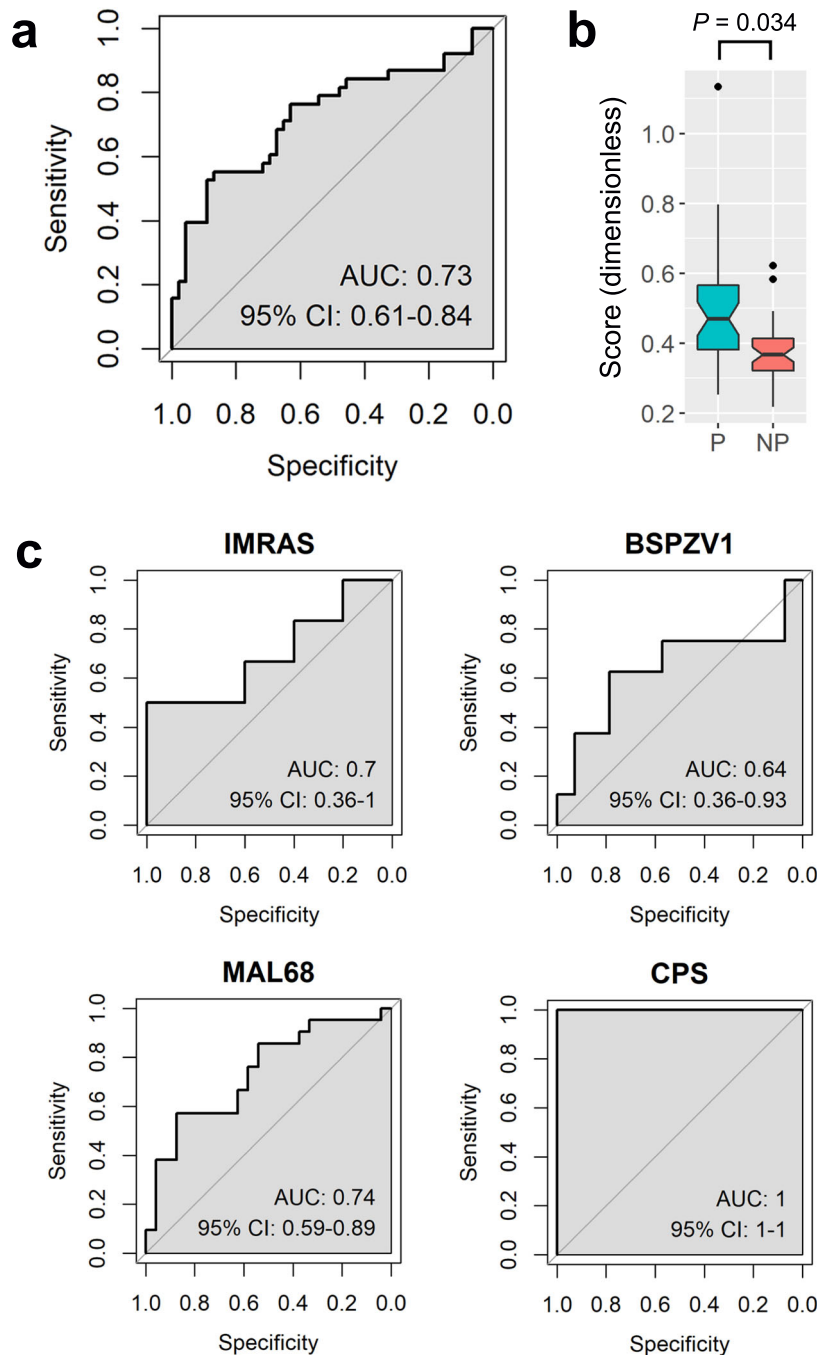 a
1.0
0.8
0.6
0.4
0.2
0.0
Sensitivity
AUC: 0.73
95% CI: 0.61-0.84
1.0 0.8 0.6 0.4 0.2 0.0
Specificity
b
P = 0.034
Score (dimensionless)
1.0
0.8
0.6
0.4
0.2
P NP
c
IMRAS
1.0
0.8
0.6
0.4
0.2
0.0
Sensitivity
AUC: 0.7
95% CI: 0.36-1
1.0 0.8 0.6 0.4 0.2 0.0
Specificity
BSPZV1
1.0
0.8
0.6
0.4
0.2
0.0
Sensitivity
AUC: 0.64
95% CI: 0.36-0.93
1.0 0.8 0.6 0.4 0.2 0.0
Specificity
MAL68
1.0
0.8
0.6
0.4
0.2
0.0
Sensitivity
AUC: 0.74
95% CI: 0.59-0.89
1.0 0.8 0.6 0.4 0.2 0.0
Specificity
CPS
1.0
0.8
0.6
0.4
0.2
0.0
Sensitivity
AUC: 1
95% CI: 1-1
1.0 0.8 0.6 0.4 0.2 0.0
Specificity